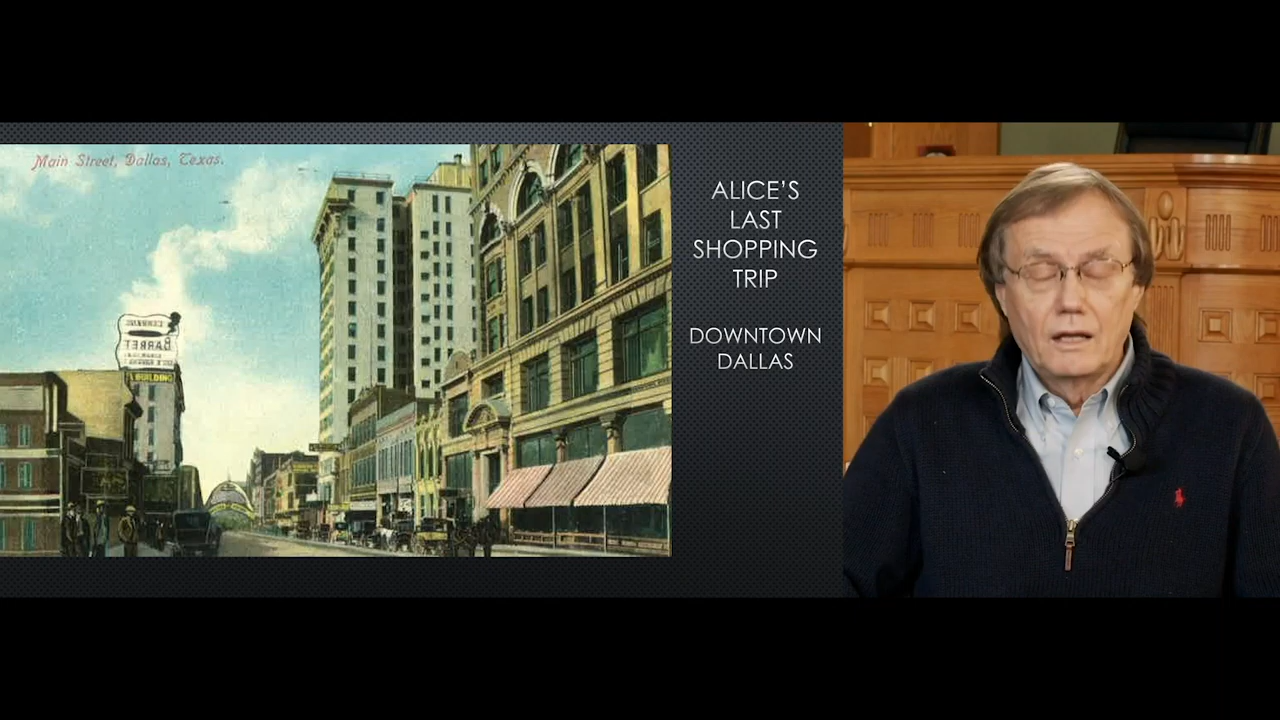 Main Street, Dallas, Texas.
BARRET
BUILDING
ALICE'S
LAST
SHOPPING
TRIP
DOWNTOWN
DALLAS